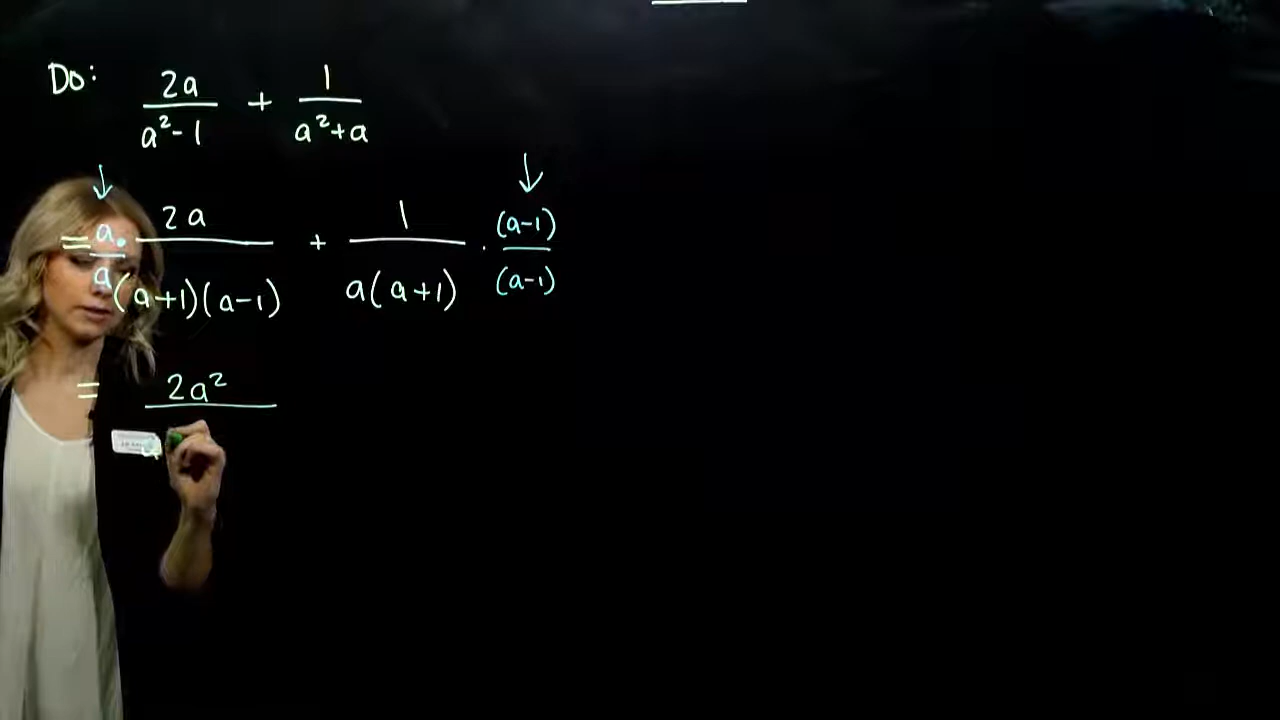 Do: 2a/(a²-1) + 1/(a²+a)
= a/a · 2a/((a+1)(a-1)) + 1/(a(a+1)) · (a-1)/(a-1)
= 2a²
a